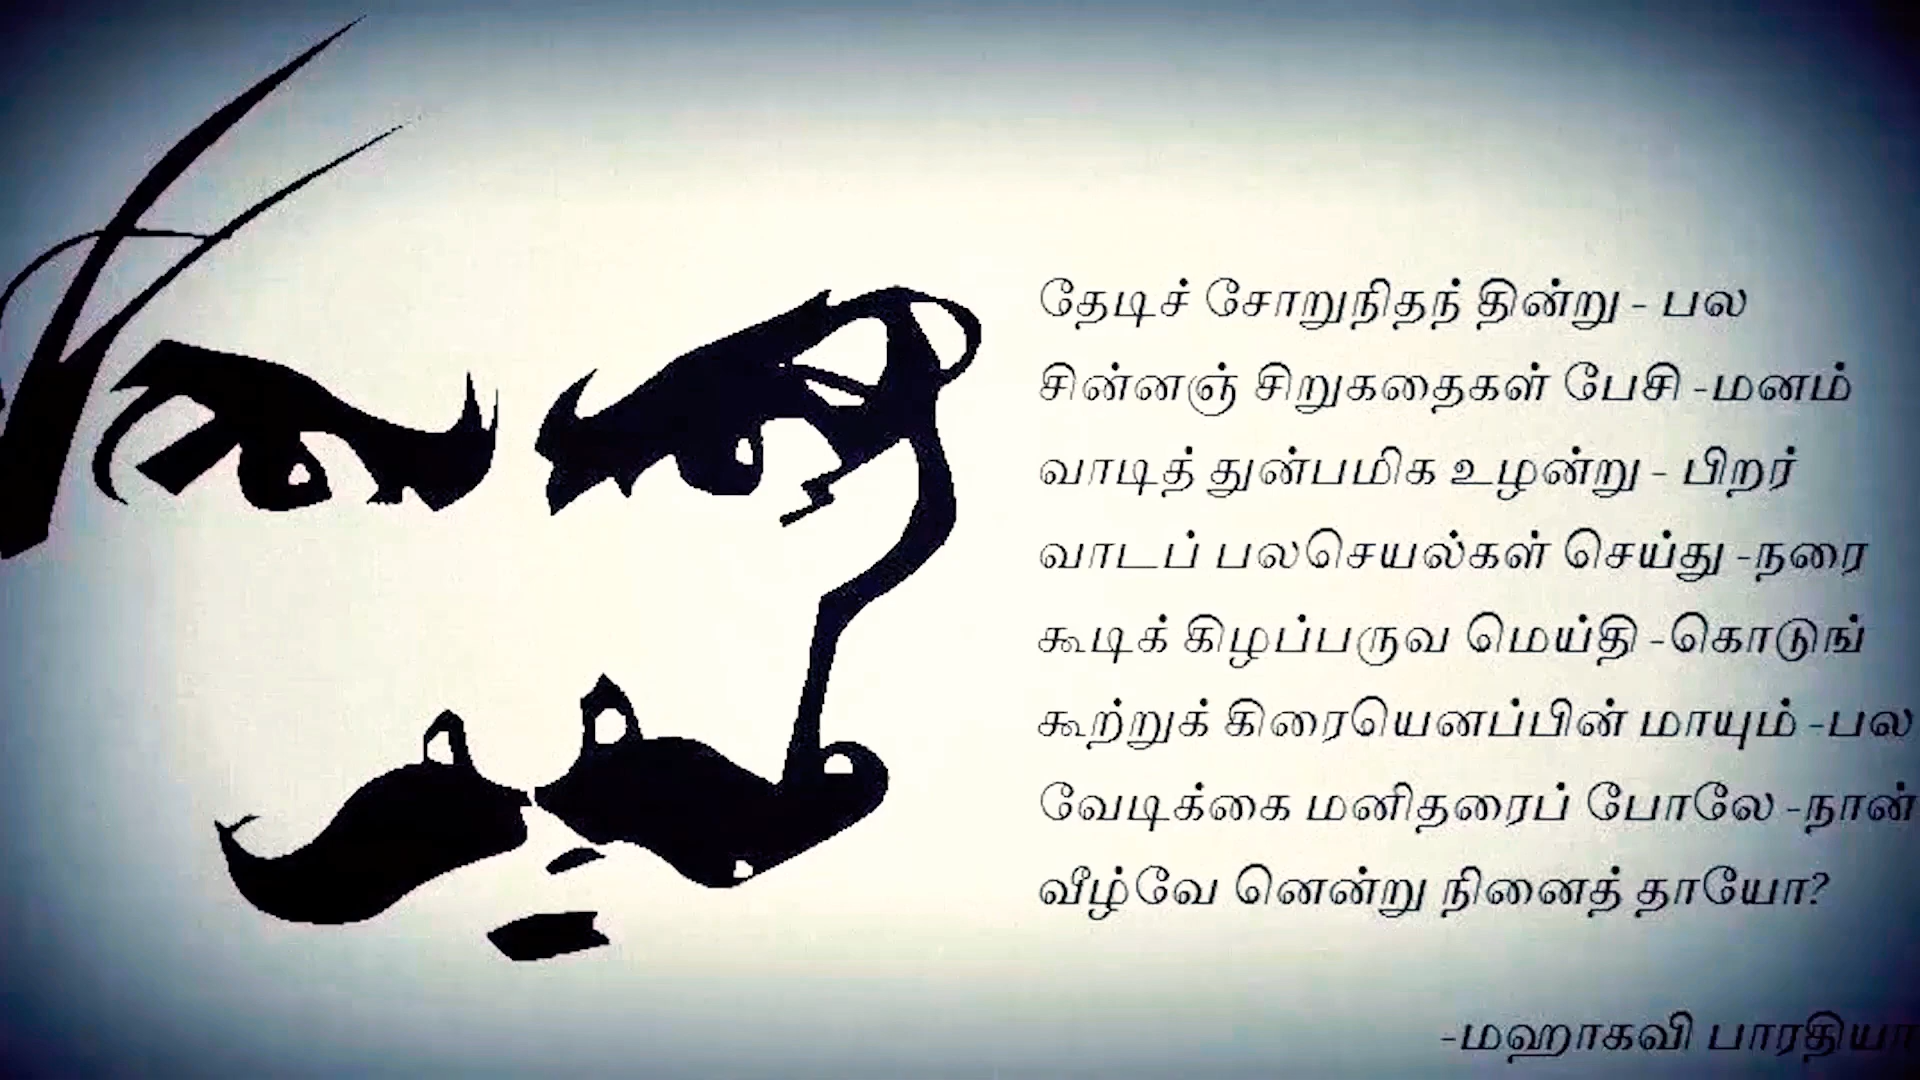 தேடிச் சோறுநிதந் தின்று - பல
சின்னஞ் சிறுகதைகள் பேசி -மனம்
வாடித் துன்பமிக உழன்று - பிறர்
வாடப் பலசெயல்கள் செய்து -நரை
கூடிக் கிழப்பருவ மெய்தி -கொடுங்
கூற்றுக் கிரையெனப்பின் மாயும் -பல
வேடிக்கை மனிதரைப் போலே -நான்
வீழ்வே னென்று நினைத் தாயோ?
-மஹாகவி பாரதியா